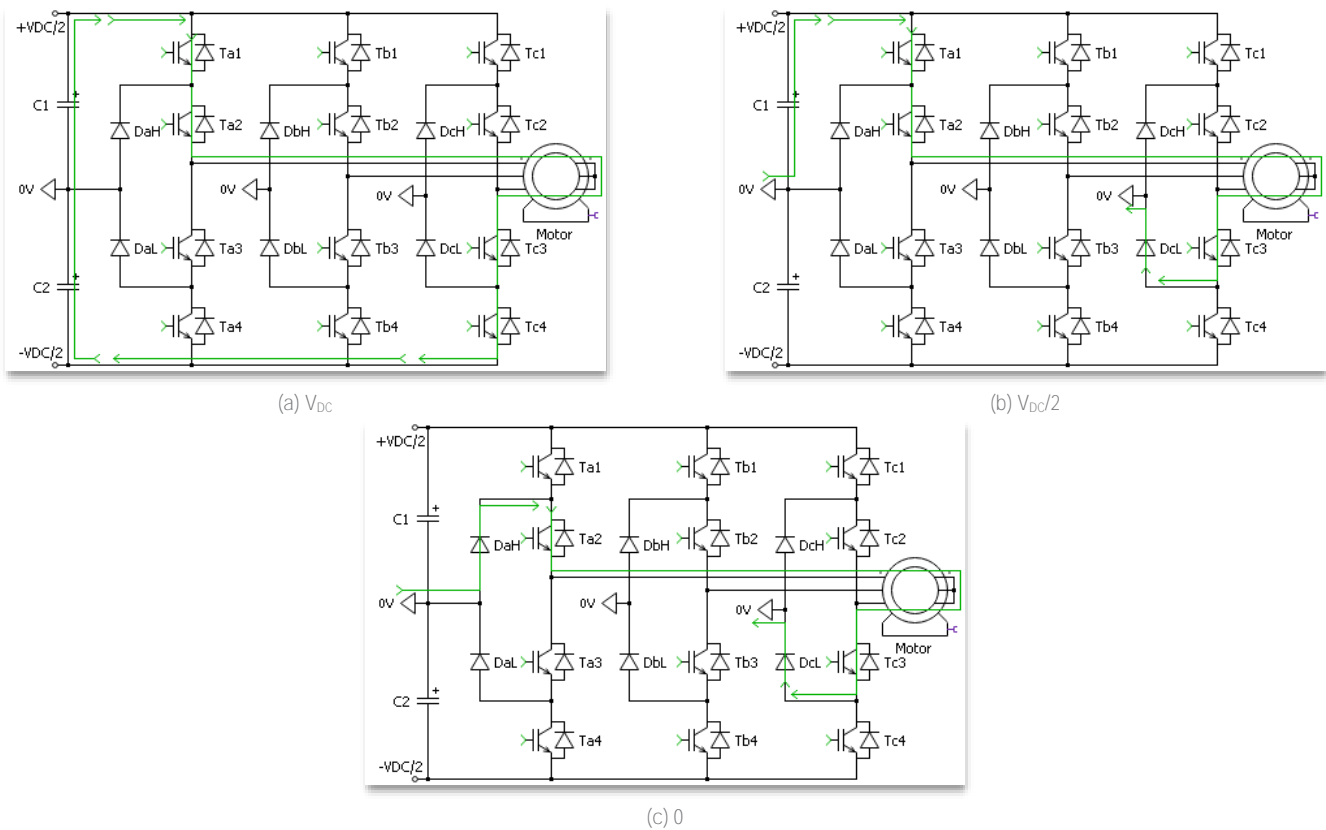 +VDC/2
Ta1 Tb1 Tc1
C1
DaH Ta2 DbH Tb2 DcH Tc2
0V 0V 0V
Motor
DaL Ta3 DbL Tb3 DcL Tc3
C2
Ta4 Tb4 Tc4
-VDC/2
(a) VDC
+VDC/2
Ta1 Tb1 Tc1
C1
DaH Ta2 DbH Tb2 DcH Tc2
0V 0V 0V
Motor
DaL Ta3 DbL Tb3 DcL Tc3
C2
Ta4 Tb4 Tc4
-VDC/2
(b) VDC/2
+VDC/2
Ta1 Tb1 Tc1
C1
DaH Ta2 DbH Tb2 DcH Tc2
0V 0V 0V
Motor
DaL Ta3 DbL Tb3 DcL Tc3
C2
Ta4 Tb4 Tc4
-VDC/2
(c) 0